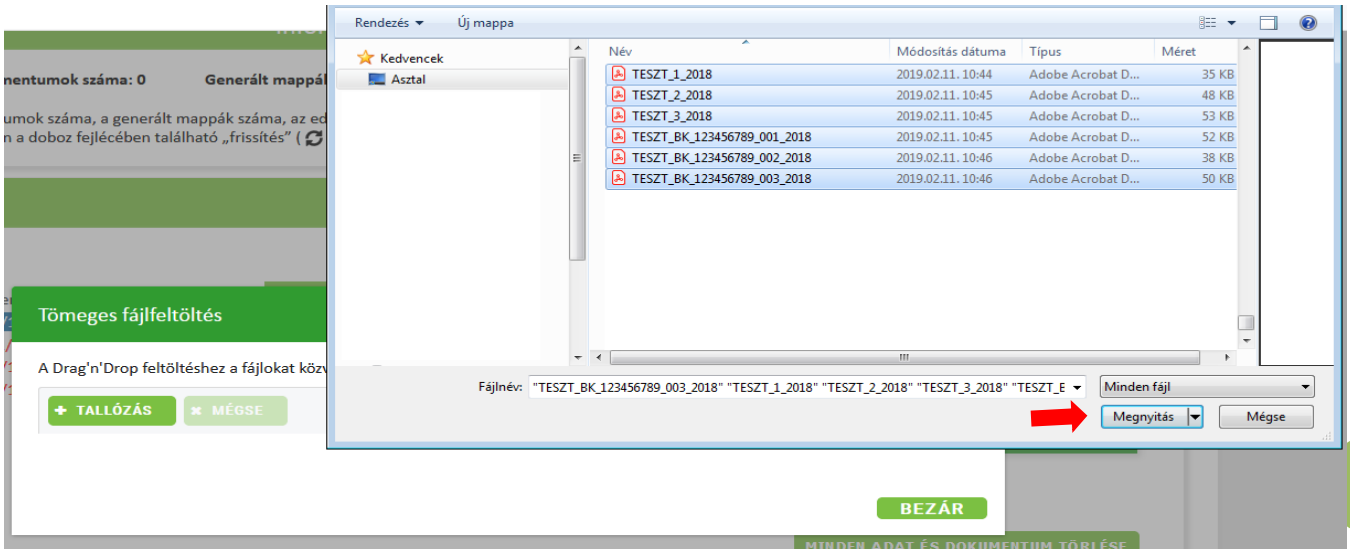 Rendezés Új mappa
Kedvencek
Asztal
Név Módosítás dátuma Típus Méret
TESZT_1_2018 2019.02.11. 10:44 Adobe Acrobat D... 35 KB
TESZT_2_2018 2019.02.11. 10:45 Adobe Acrobat D... 48 KB
TESZT_3_2018 2019.02.11. 10:45 Adobe Acrobat D... 53 KB
TESZT_BK_123456789_001_2018 2019.02.11. 10:45 Adobe Acrobat D... 52 KB
TESZT_BK_123456789_002_2018 2019.02.11. 10:46 Adobe Acrobat D... 38 KB
TESZT_BK_123456789_003_2018 2019.02.11. 10:46 Adobe Acrobat D... 50 KB
Fájlnév: "TESZT_BK_123456789_003_2018" "TESZT_1_2018" "TESZT_2_2018" "TESZT_3_2018" "TESZT_E Minden fájl
Megnyitás Mégse
mentumok száma: 0 Generált mappál
umok száma, a generált mappák száma, az ed
n a doboz fejlécében található „frissítés” (
Tömeges fájlfeltöltés
A Drag'n'Drop feltöltéshez a fájlokat közv
TALLÓZÁS MÉGSE
BEZÁR
MINDEN ADAT ÉS DOKUMENTUM TÖRLÉSE